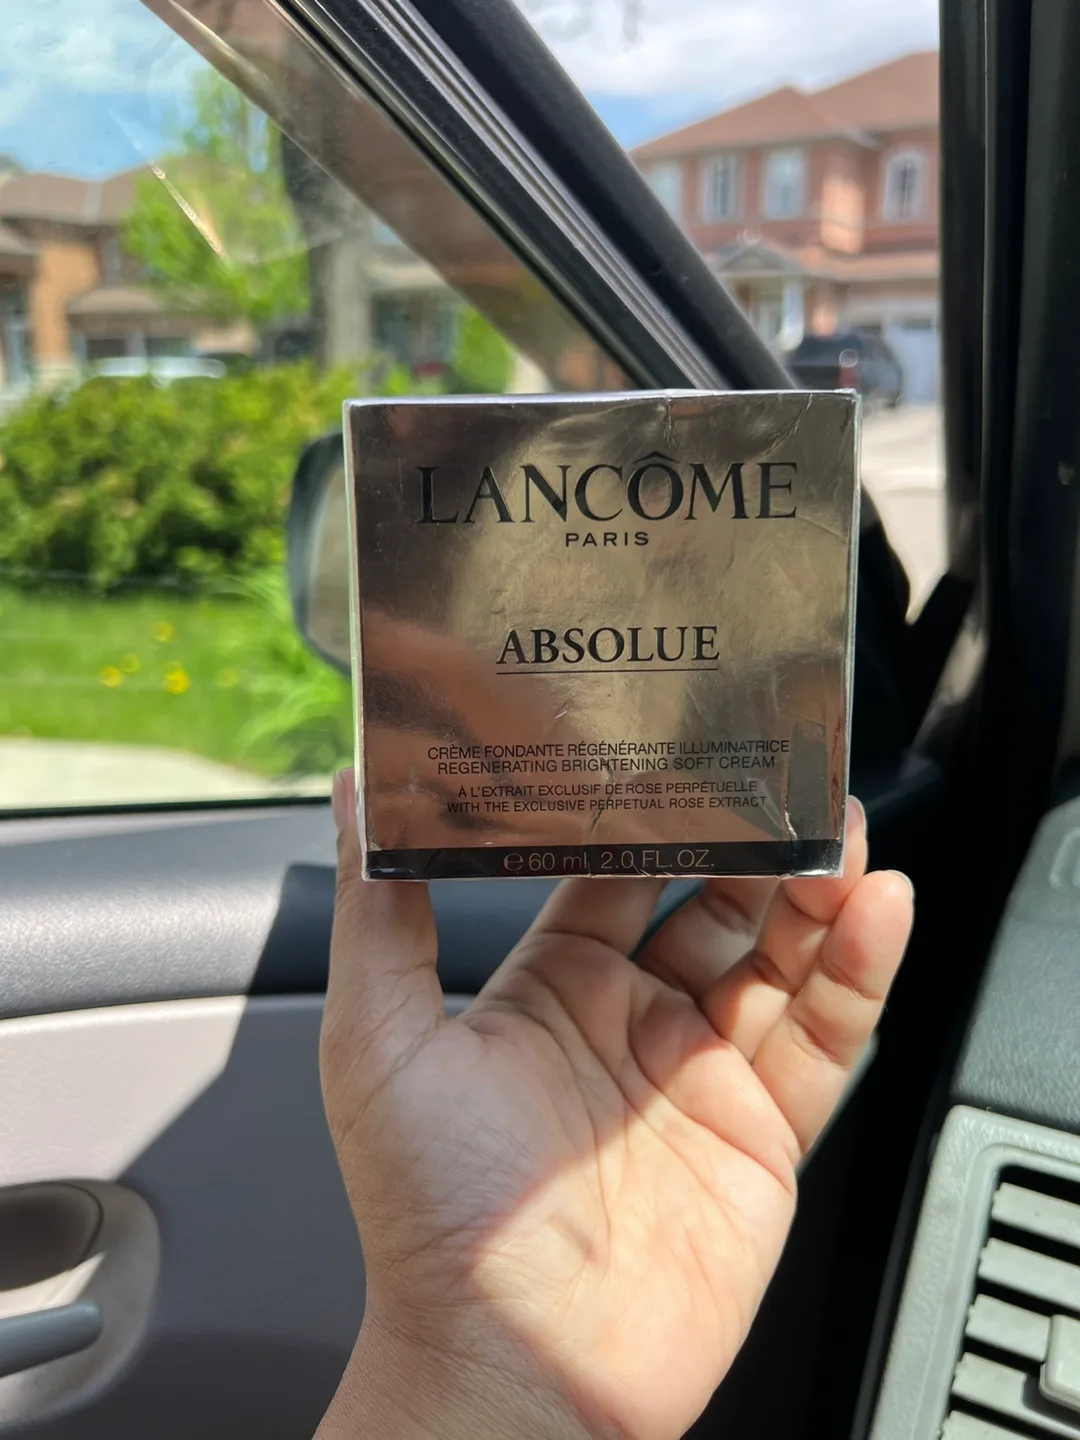 LANCÔME
PARIS
ABSOLUE
CRÈME FONDANTE RÉGÉNÉRANTE ILLUMINATRICE
REGENERATING BRIGHTENING SOFT CREAM
À L'EXTRAIT EXCLUSIF DE ROSE PERPÉTUELLE
WITH THE EXCLUSIVE PERPETUAL ROSE EXTRACT
℮ 60 ml 2.0 FL. OZ.